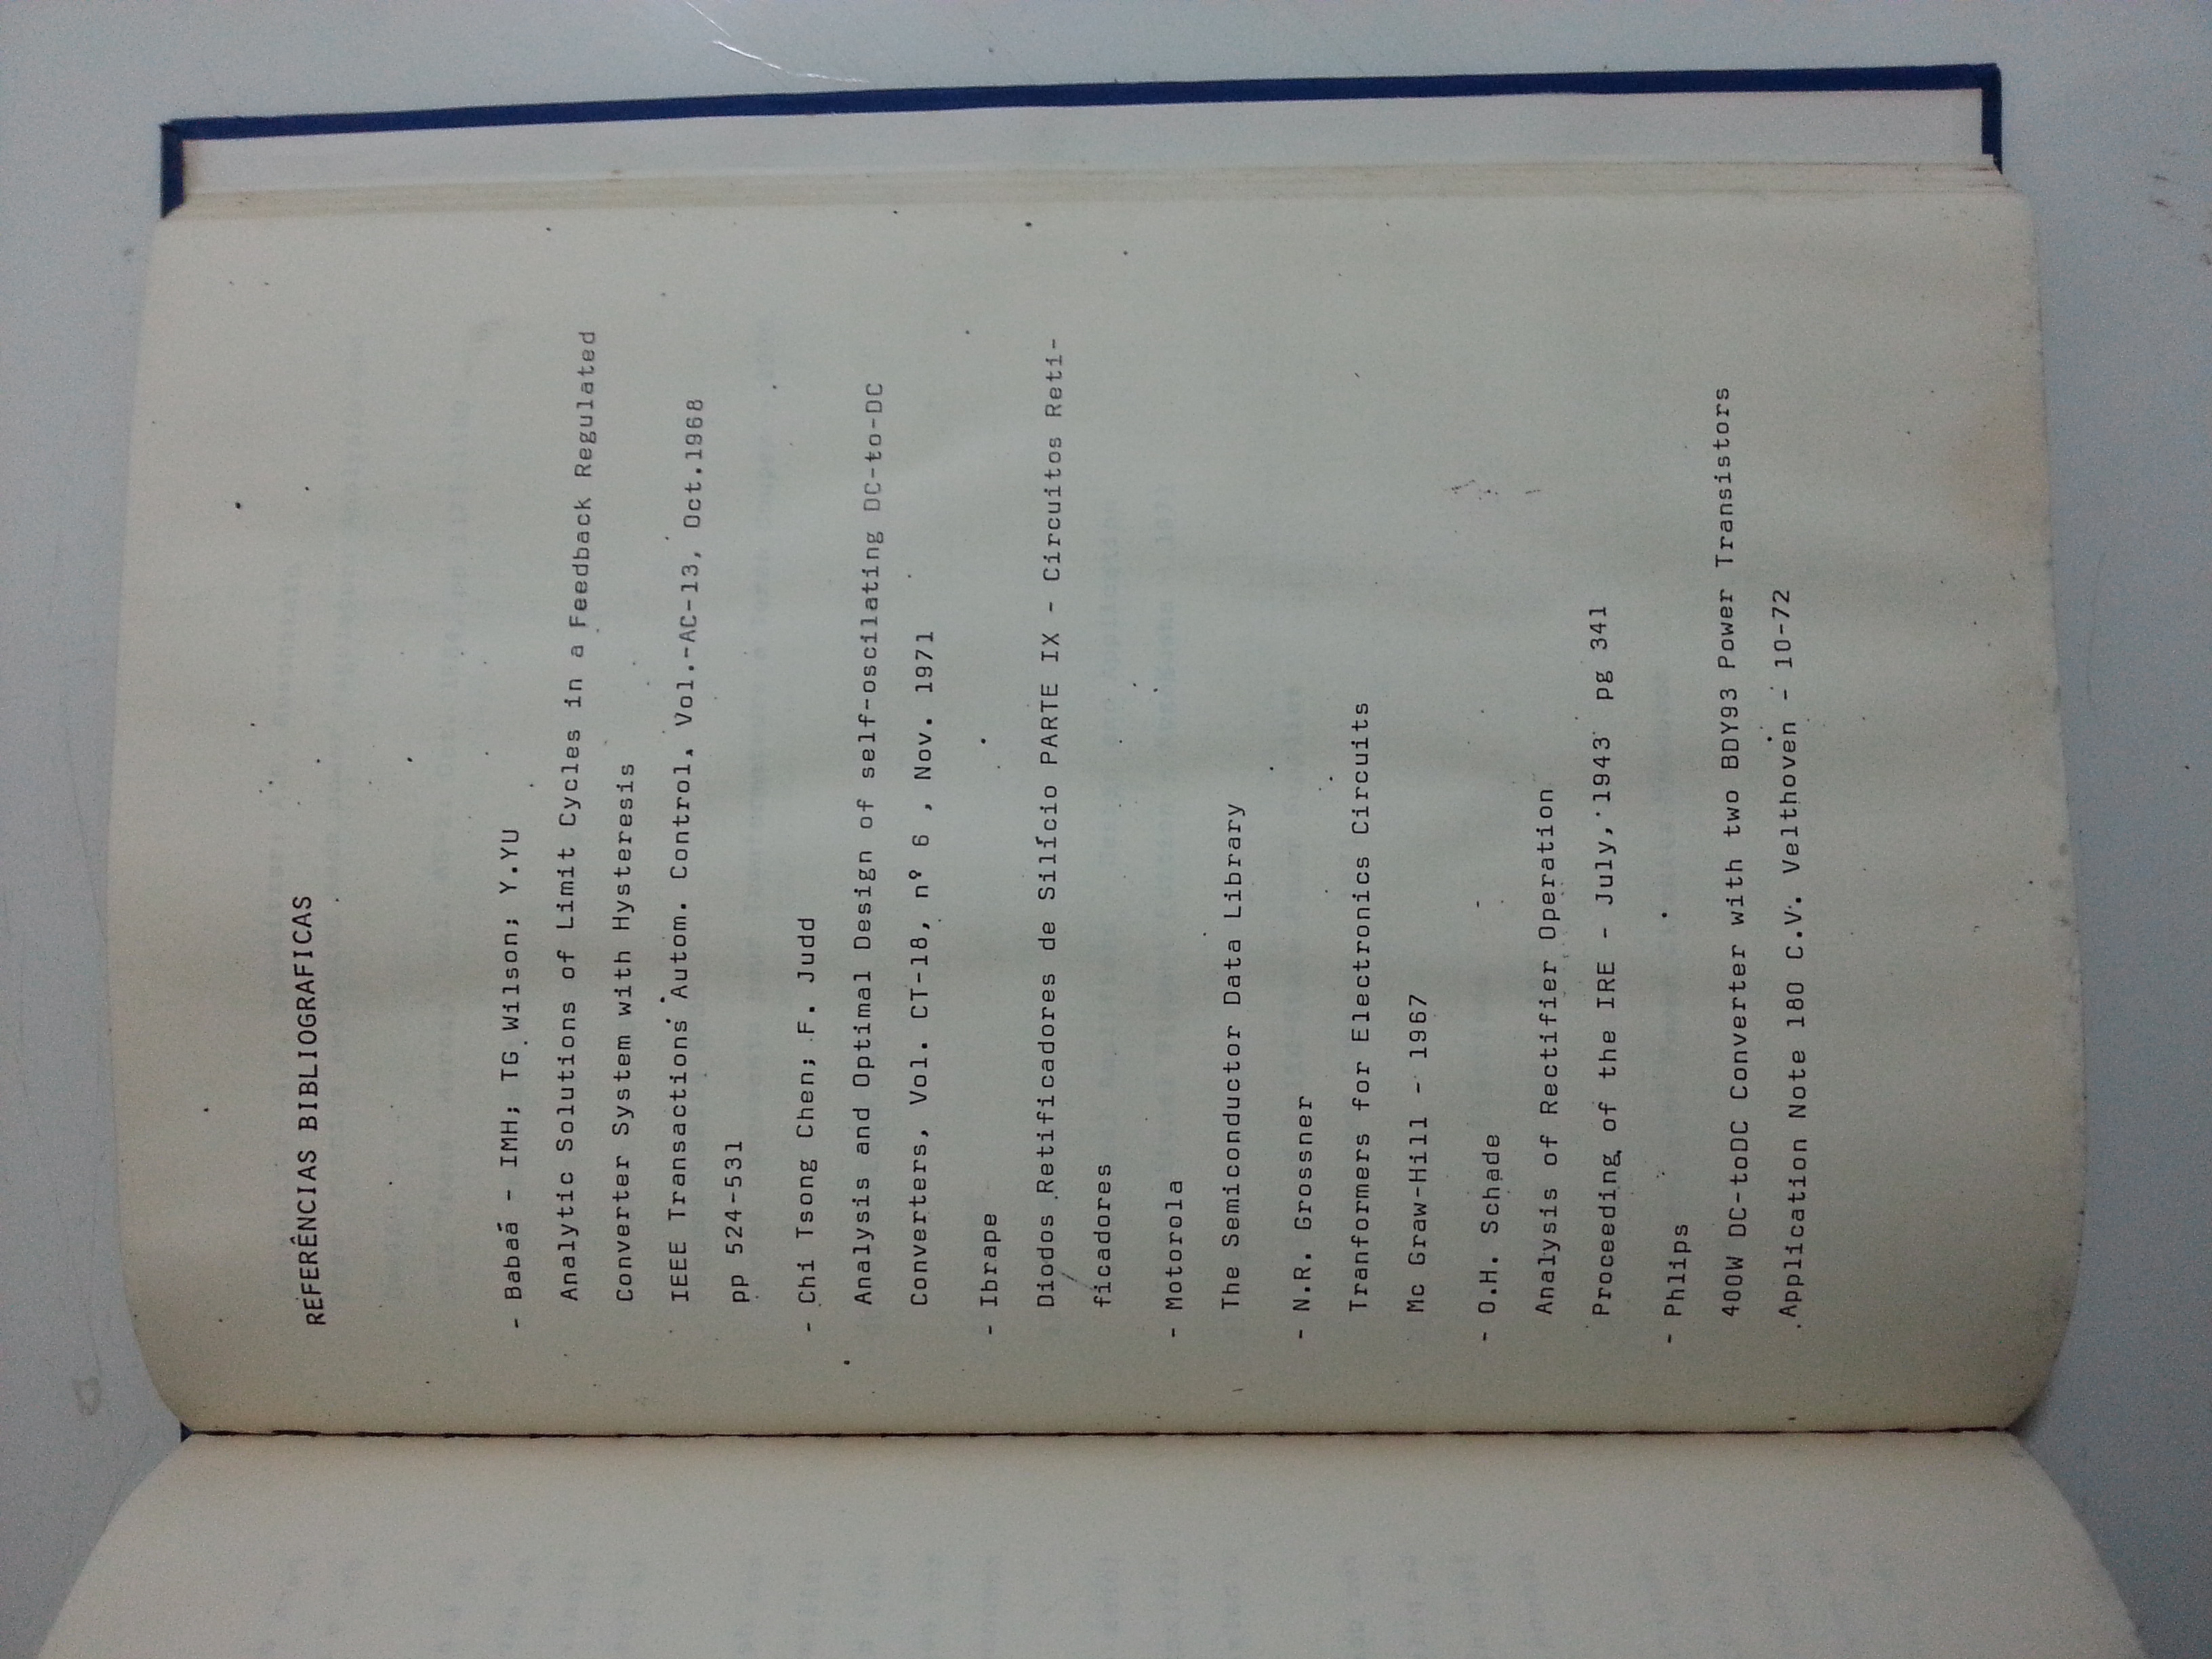 REFERÊNCIAS BIBLIOGRAFICAS
- Babaã - IMH; TG Wilson; Y.YU
Analytic Solutions of Limit Cycles in a Feedback Regulated
Converter System with Hysteresis
IEEE Transactions Autom. Control, Vol.-AC-13, Oct.1968
pp 524-531
- Chi Tsong Chen; F. Judd
Analysis and Optimal Design of self-oscilating DC-to-DC
Converters, Vol. CT-18, nº 6 , Nov. 1971
- Ibrape
Diodos Retificadores de Silício PARTE IX - Circuitos Reti-
ficadores
- Motorola
The Semiconductor Data Library
- N.R. Grossner
Tranformers for Electronics Circuits
Mc Graw-Hill - 1967
- O.H. Schade
Analysis of Rectifier Operation
Proceeding of the IRE - July, 1943 pg 341
- Phlips
400W DC-toDC Converter with two BDY93 Power Transistors
Application Note 180 C.V. Velthoven - 10-72